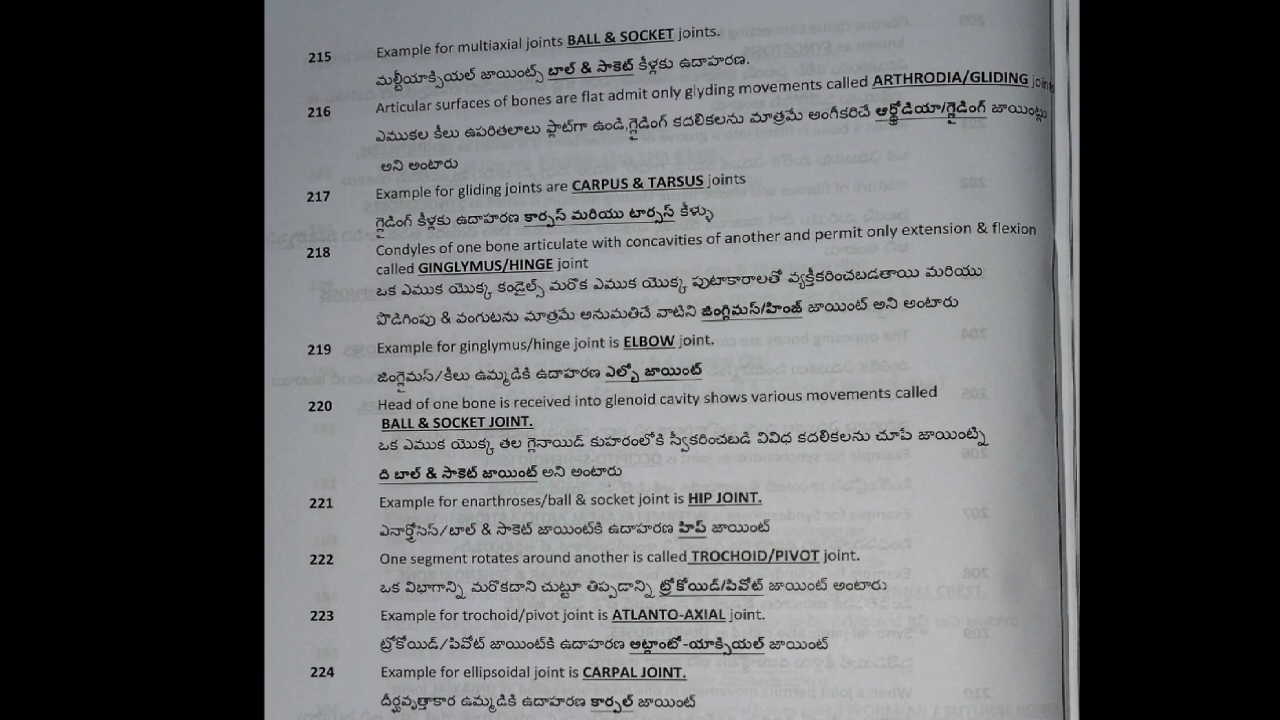 215 Example for multiaxial joints BALL & SOCKET joints.
మల్టీయాక్సియల్ జాయింట్స్ బాల్ & సాకెట్ కీళ్లకు ఉదాహరణ.
216 Articular surfaces of bones are flat admit only glyding movements called ARTHRODIA/GLIDING joints
ఎముకల కీలు ఉపరితలాలు ఫ్లాట్‌గా ఉండి,గ్లైడింగ్ కదలికలను మాత్రమే అంగీకరిచే ఆర్థ్రోడియా/గ్లైడింగ్ జాయింట్లు
అని అంటారు
217 Example for gliding joints are CARPUS & TARSUS joints
గ్లైడింగ్ కీళ్లకు ఉదాహరణ కార్పస్ మరియు టార్సస్ కీళ్ళు
218 Condyles of one bone articulate with concavities of another and permit only extension & flexion
called GINGLYMUS/HINGE joint
ఒక ఎముక యొక్క కండైల్స్ మరొక ఎముక యొక్క పుటాకారాలతో వ్యక్తీకరించబడతాయి మరియు
పొడిగింపు & వంగుటను మాత్రమే అనుమతిచే వాటిని జింగ్లిమస్/హింజ్ జాయింట్ అని అంటారు
219 Example for ginglymus/hinge joint is ELBOW joint.
జింగ్లైమస్/కీలు ఉమ్మడికి ఉదాహరణ ఎల్బో జాయింట్
220 Head of one bone is received into glenoid cavity shows various movements called
BALL & SOCKET JOINT.
ఒక ఎముక యొక్క తల గ్లెనాయిడ్ కుహరంలోకి స్వీకరించబడి వివిధ కదలికలను చూపే జాయింట్ని
ది బాల్ & సాకెట్ జాయింట్ అని అంటారు
221 Example for enarthroses/ball & socket joint is HIP JOINT.
ఎనార్త్రోసెస్/బాల్ & సాకెట్ జాయింట్‌కి ఉదాహరణ హిప్ జాయింట్
222 One segment rotates around another is called TROCHOID/PIVOT joint.
ఒక విభాగాన్ని మరొకదాని చుట్టూ తిప్పడాన్ని ట్రోకోయిడ్/పివోట్ జాయింట్ అంటారు
223 Example for trochoid/pivot joint is ATLANTO-AXIAL joint.
ట్రోకోయిడ్/పివోట్ జాయింట్‌కి ఉదాహరణ అట్లాంటో-యాక్సియల్ జాయింట్
224 Example for ellipsoidal joint is CARPAL JOINT.
దీర్ఘవృత్తాకార ఉమ్మడికి ఉదాహరణ కార్పల్ జాయింట్